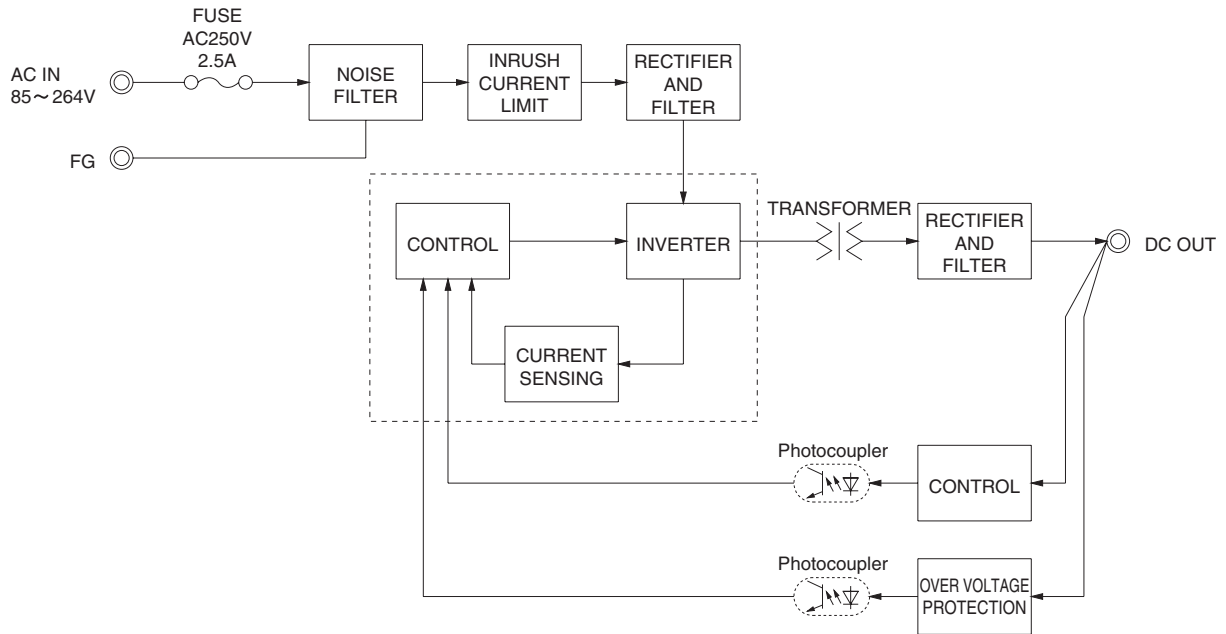 FUSE
AC250V
2.5A
AC IN
85～264V
FG
NOISE
FILTER
INRUSH
CURRENT
LIMIT
RECTIFIER
AND
FILTER
CONTROL
INVERTER
TRANSFORMER
RECTIFIER
AND
FILTER
DC OUT
CURRENT
SENSING
Photocoupler
CONTROL
Photocoupler
OVER VOLTAGE
PROTECTION